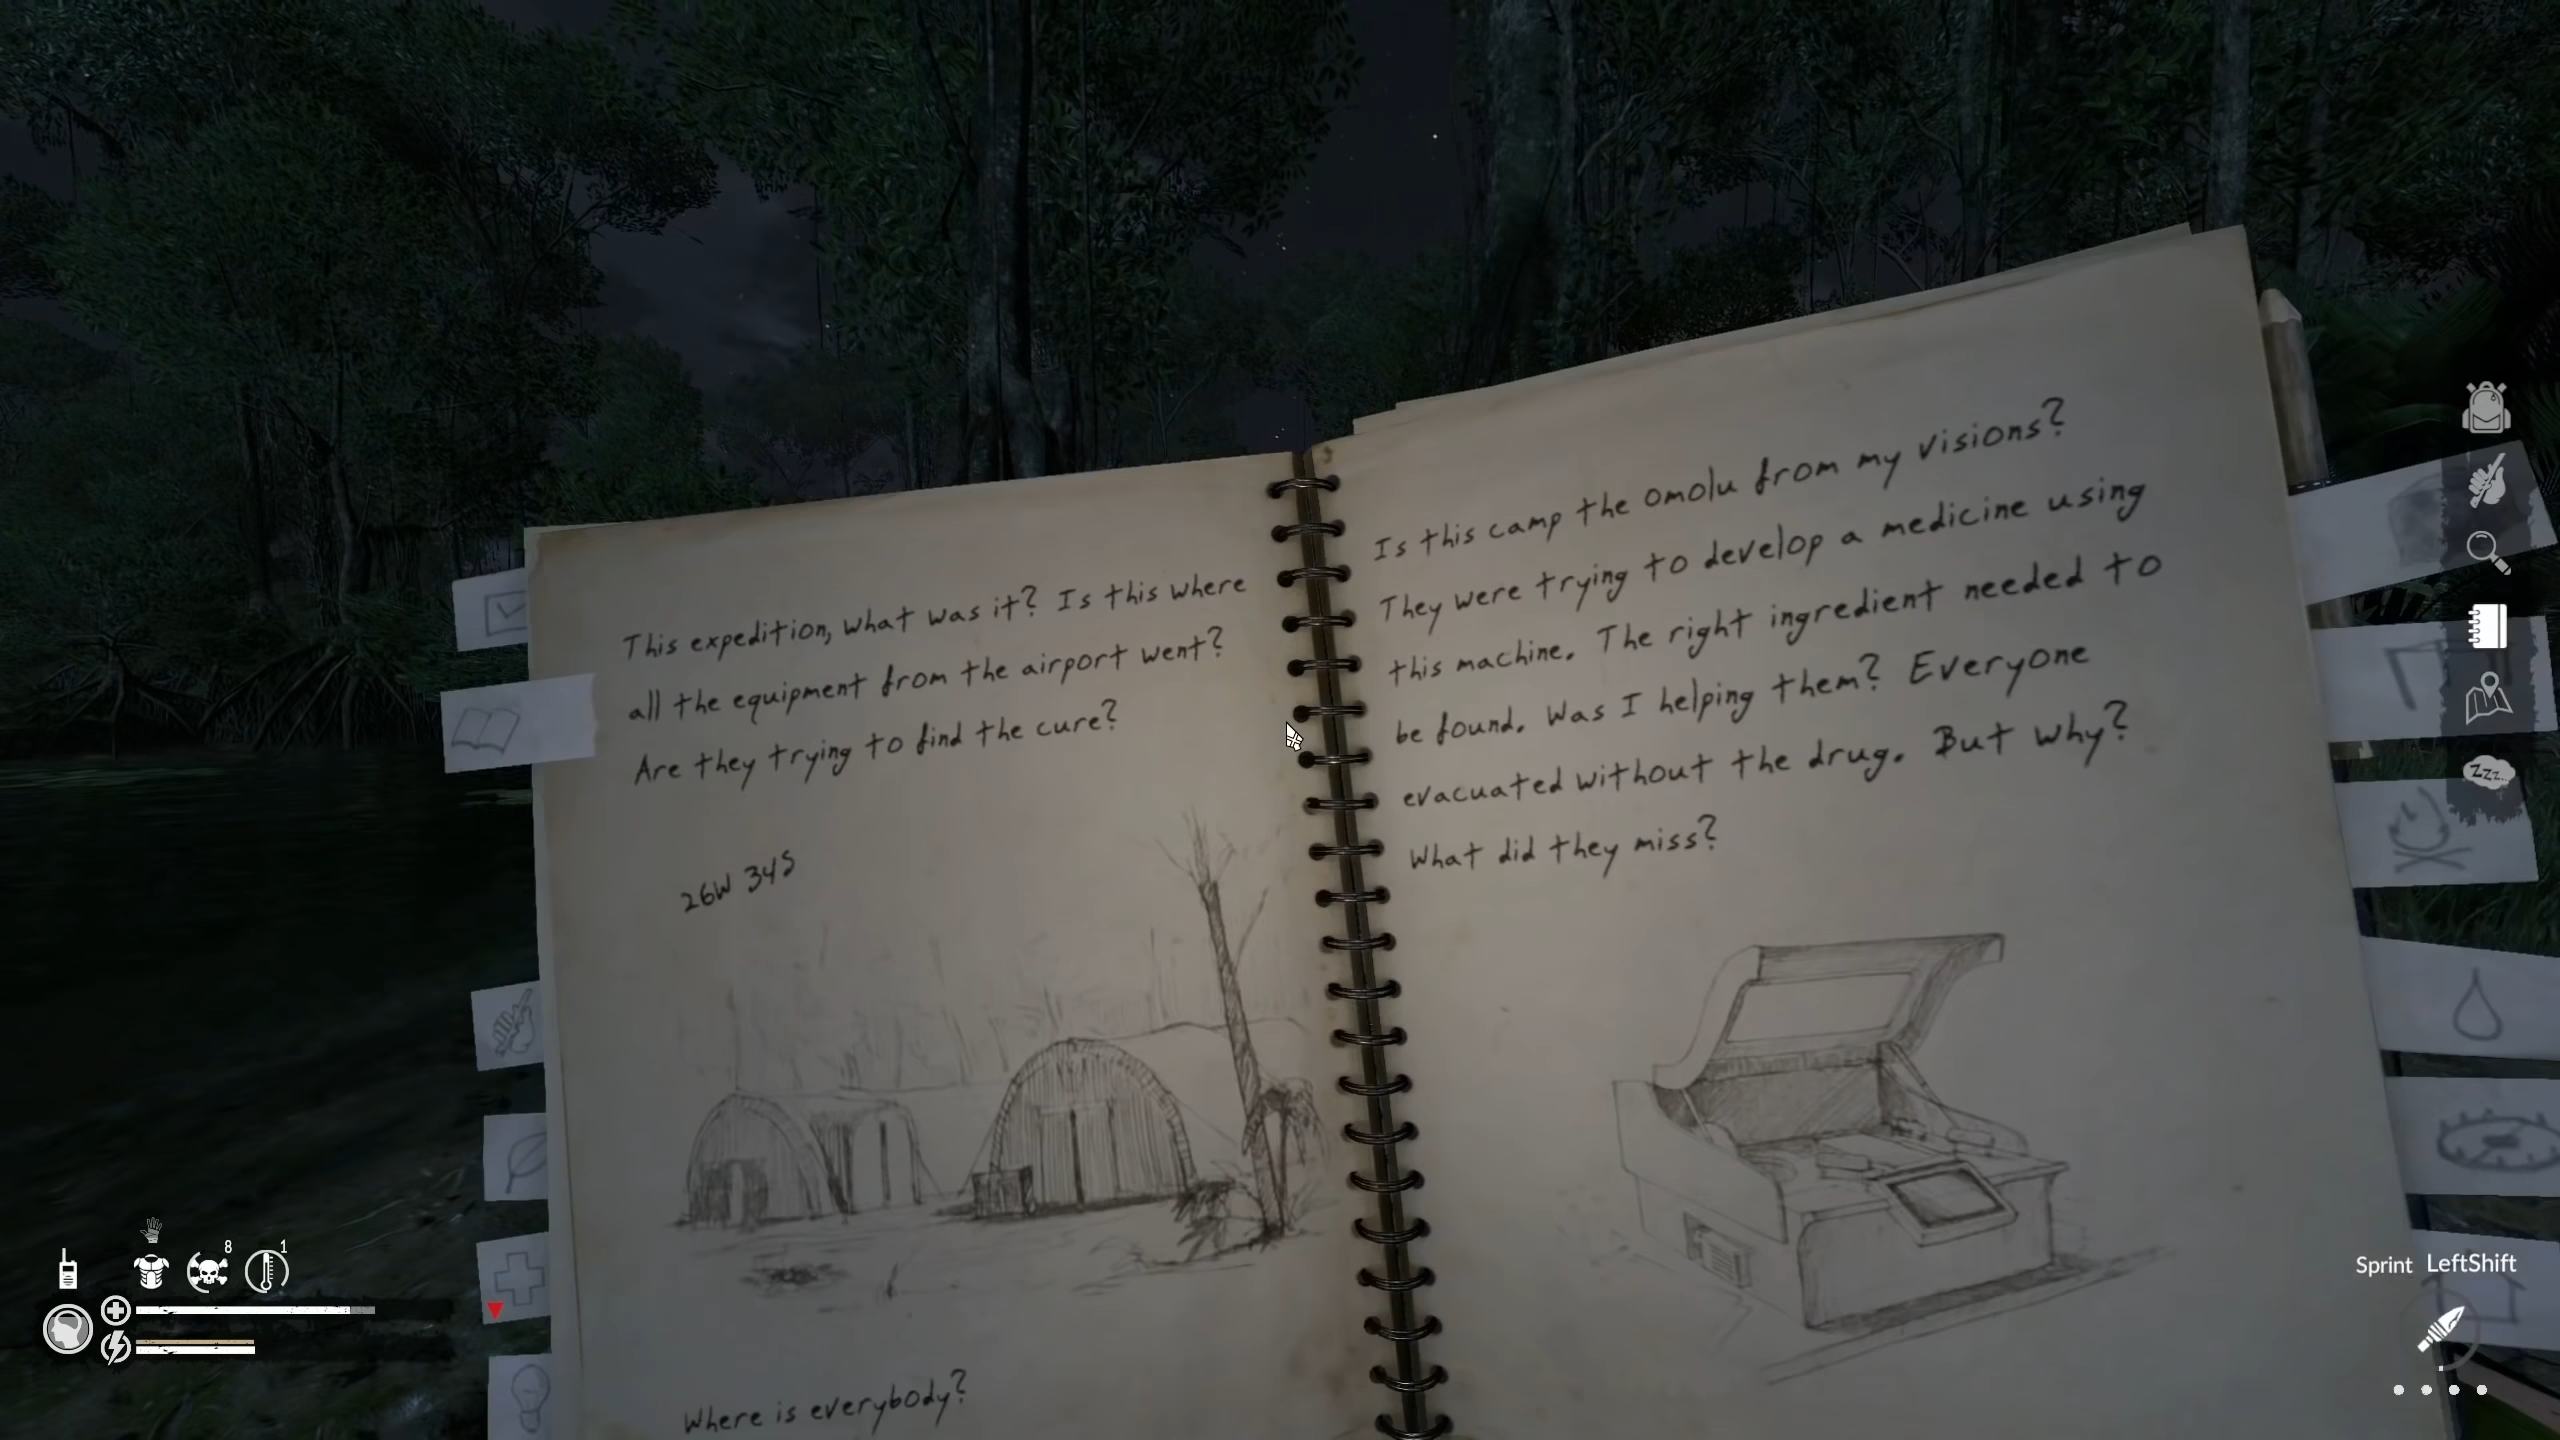 This expedition, what was it? Is this where
all the equipment from the airport went?
Are they trying to find the cure?
26W 34S
Where is everybody?
Is this camp the omolu from my visions?
They were trying to develop a medicine using
this machine. The right ingredient needed to
be found. Was I helping them? Everyone
evacuated without the drug. But why?
What did they miss?
Zzz...
8
1
Sprint LeftShift